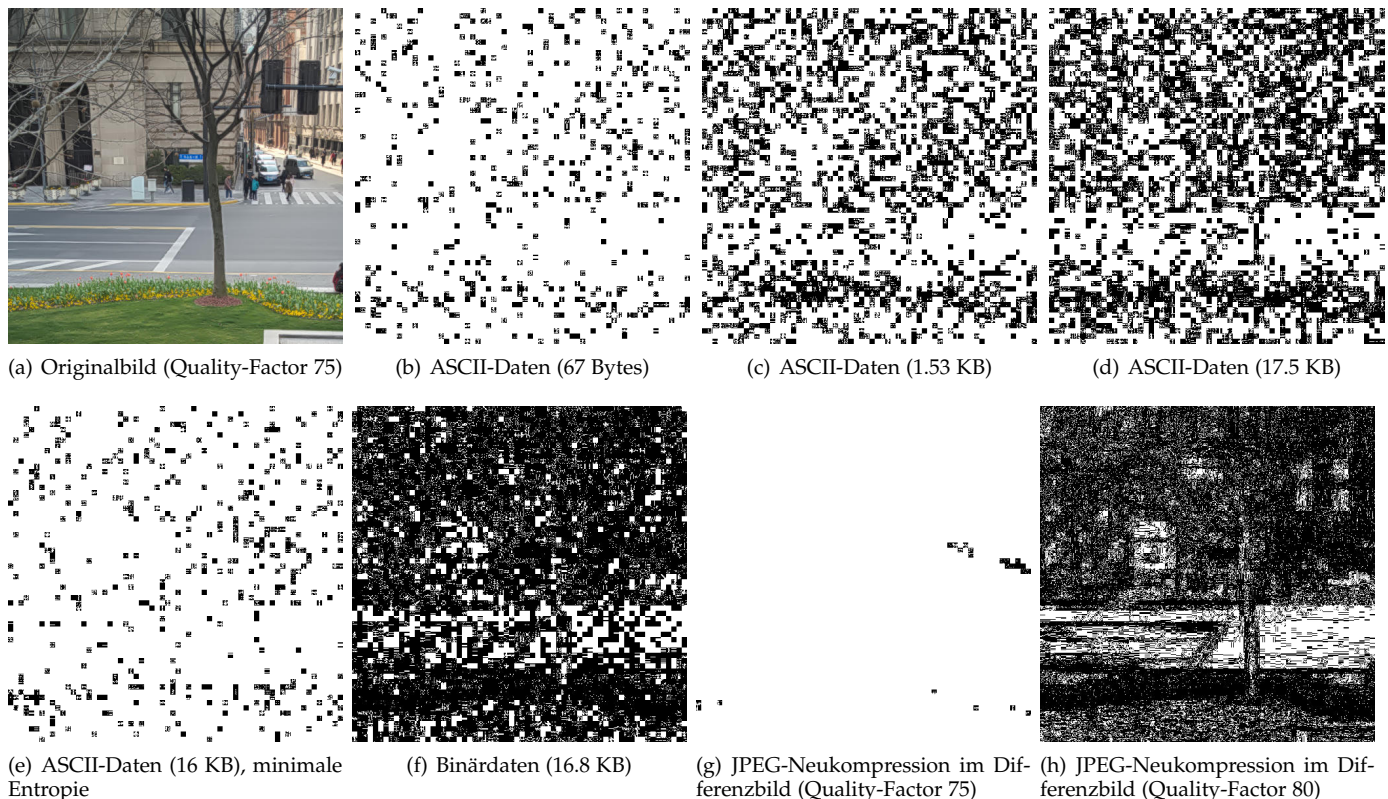 (a) Originalbild (Quality-Factor 75)
(b) ASCII-Daten (67 Bytes)
(c) ASCII-Daten (1.53 KB)
(d) ASCII-Daten (17.5 KB)
(e) ASCII-Daten (16 KB), minimale
Entropie
(f) Binärdaten (16.8 KB)
(g) JPEG-Neukompression im Dif-
ferenzbild (Quality-Factor 75)
(h) JPEG-Neukompression im Dif-
ferenzbild (Quality-Factor 80)